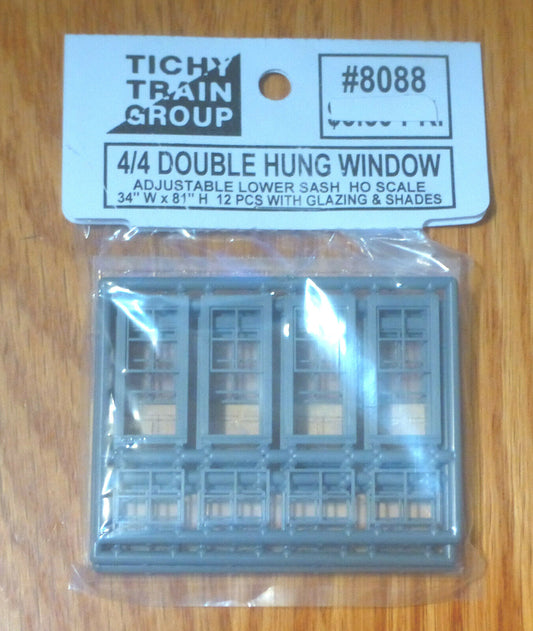 TICHY
TRAIN
GROUP
#8088
4/4 DOUBLE HUNG WINDOW
ADJUSTABLE LOWER SASH HO SCALE
34" W x 81" H 12 PCS WITH GLAZING & SHADES